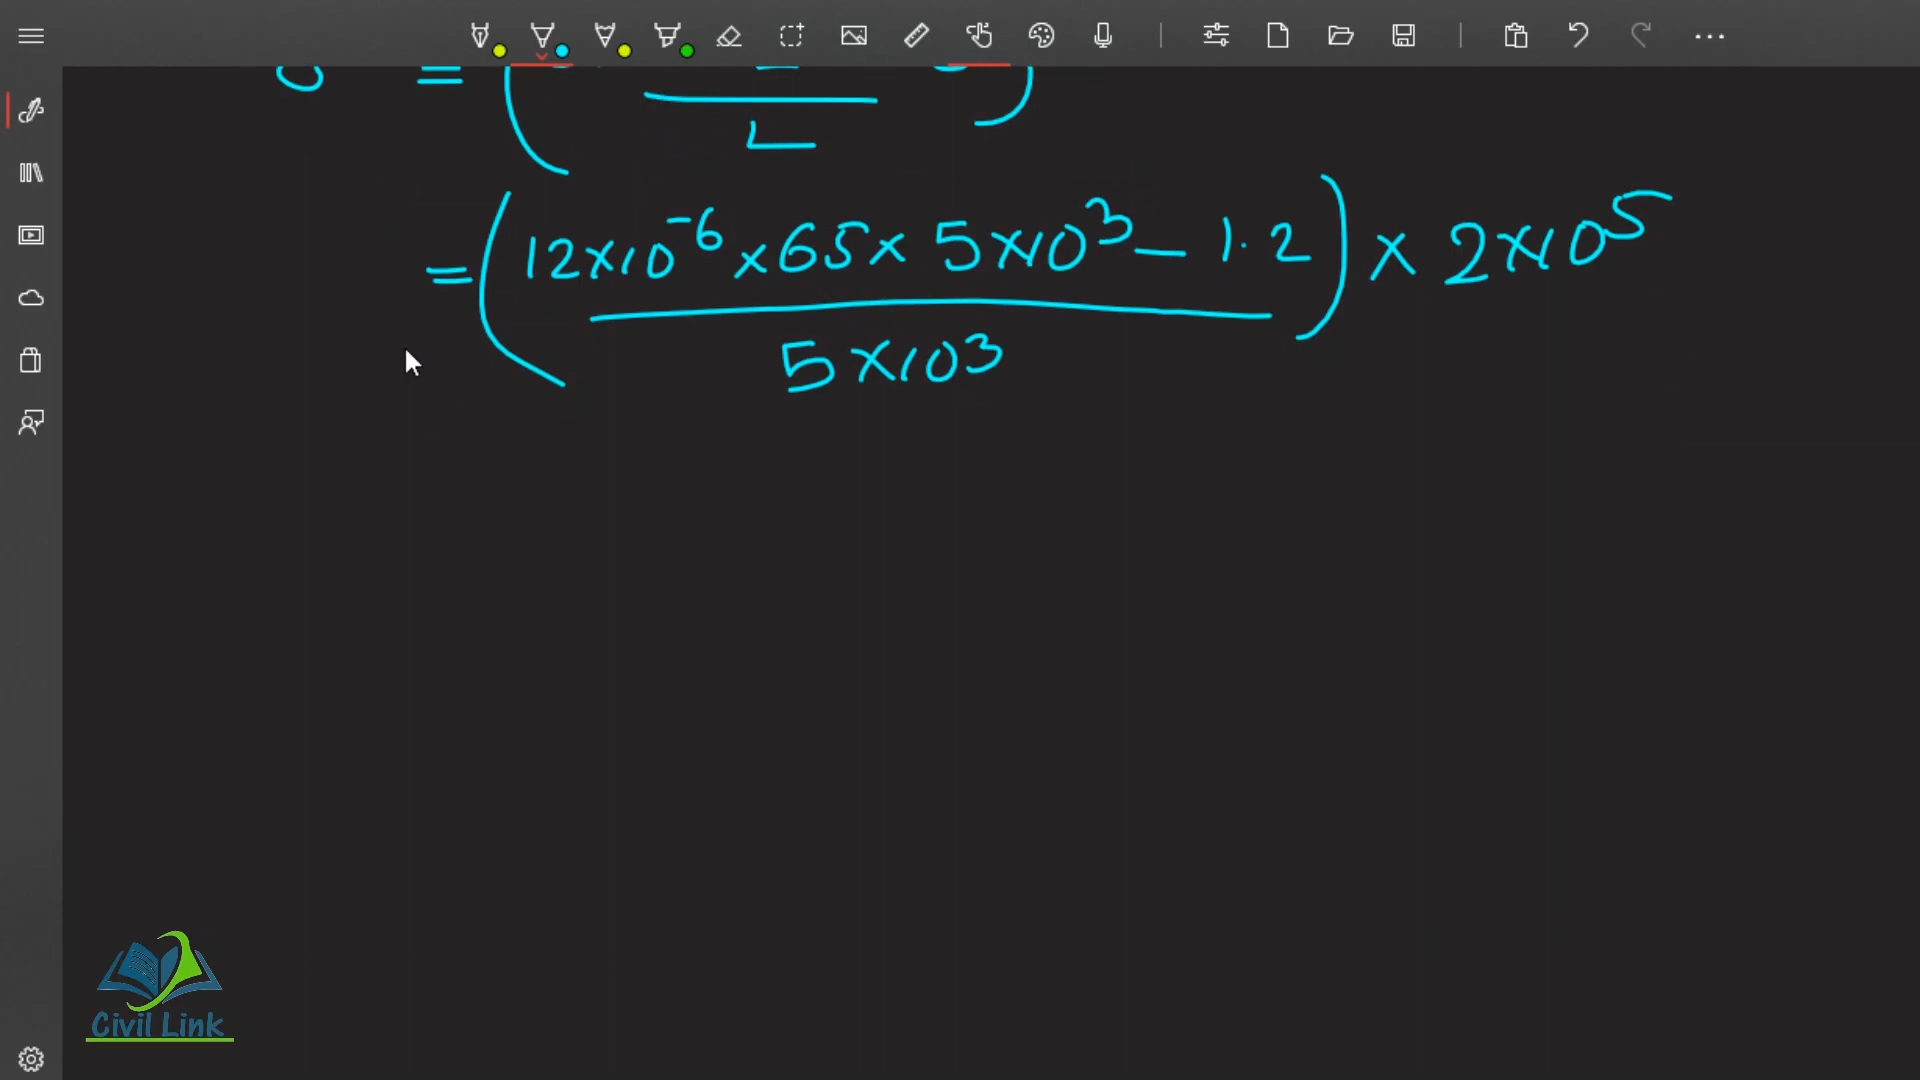 =
L
= ( 12×10⁻⁶ × 65 × 5×10³ – 1.2 ) × 2×10⁵
5×10³
Civil Link